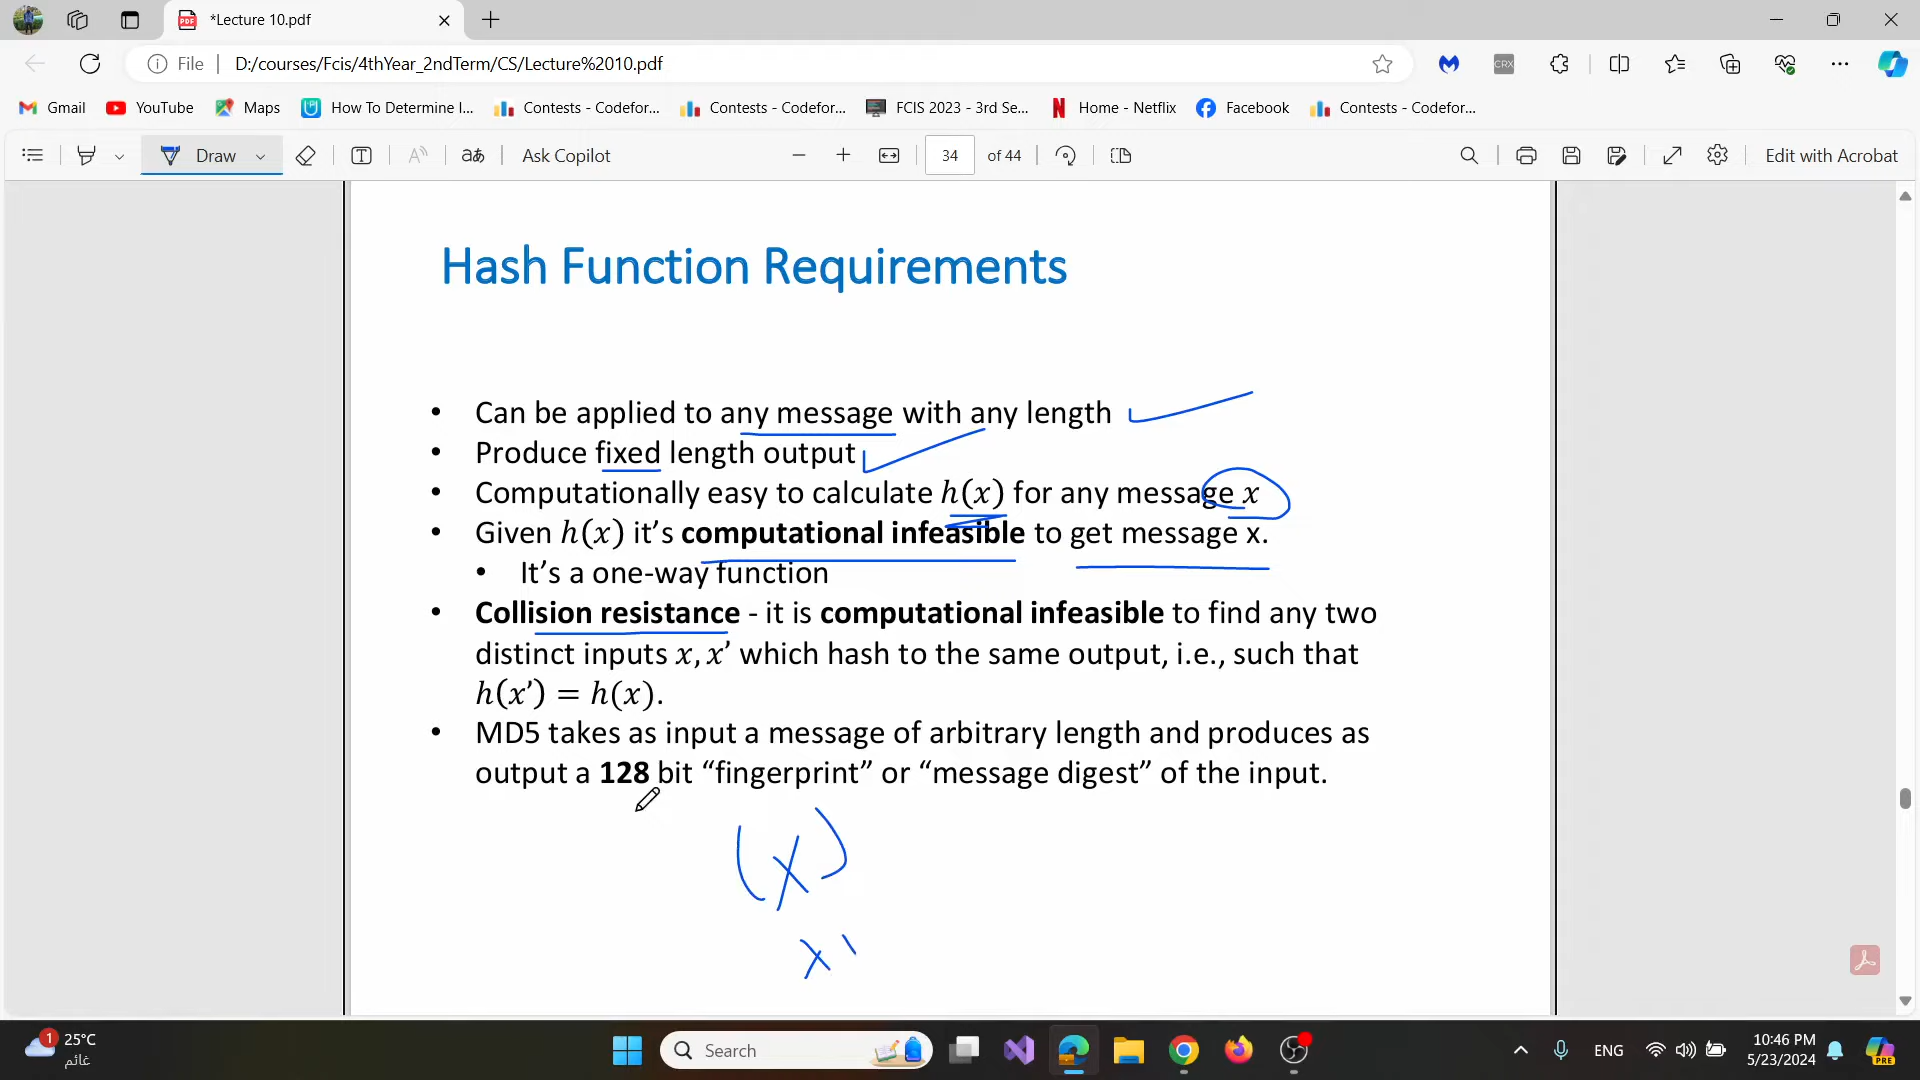 *Lecture 10.pdf
File
D:/courses/Fcis/4thYear_2ndTerm/CS/Lecture%2010.pdf
CRX
Gmail
YouTube
Maps
How To Determine I...
Contests - Codefor...
Contests - Codefor...
FCIS 2023 - 3rd Se...
Home - Netflix
Facebook
Contests - Codefor...
Draw
Ask Copilot
34 of 44
Edit with Acrobat
Hash Function Requirements
• Can be applied to any message with any length
• Produce fixed length output
• Computationally easy to calculate h(x) for any message x
• Given h(x) it’s computational infeasible to get message x.
• It’s a one-way function
• Collision resistance - it is computational infeasible to find any two
distinct inputs x, x’ which hash to the same output, i.e., such that
h(x’) = h(x).
• MD5 takes as input a message of arbitrary length and produces as
output a 128 bit “fingerprint” or “message digest” of the input.
(x)
x'
1
25°C
غائم
Search
ENG
10:46 PM
5/23/2024
PRE